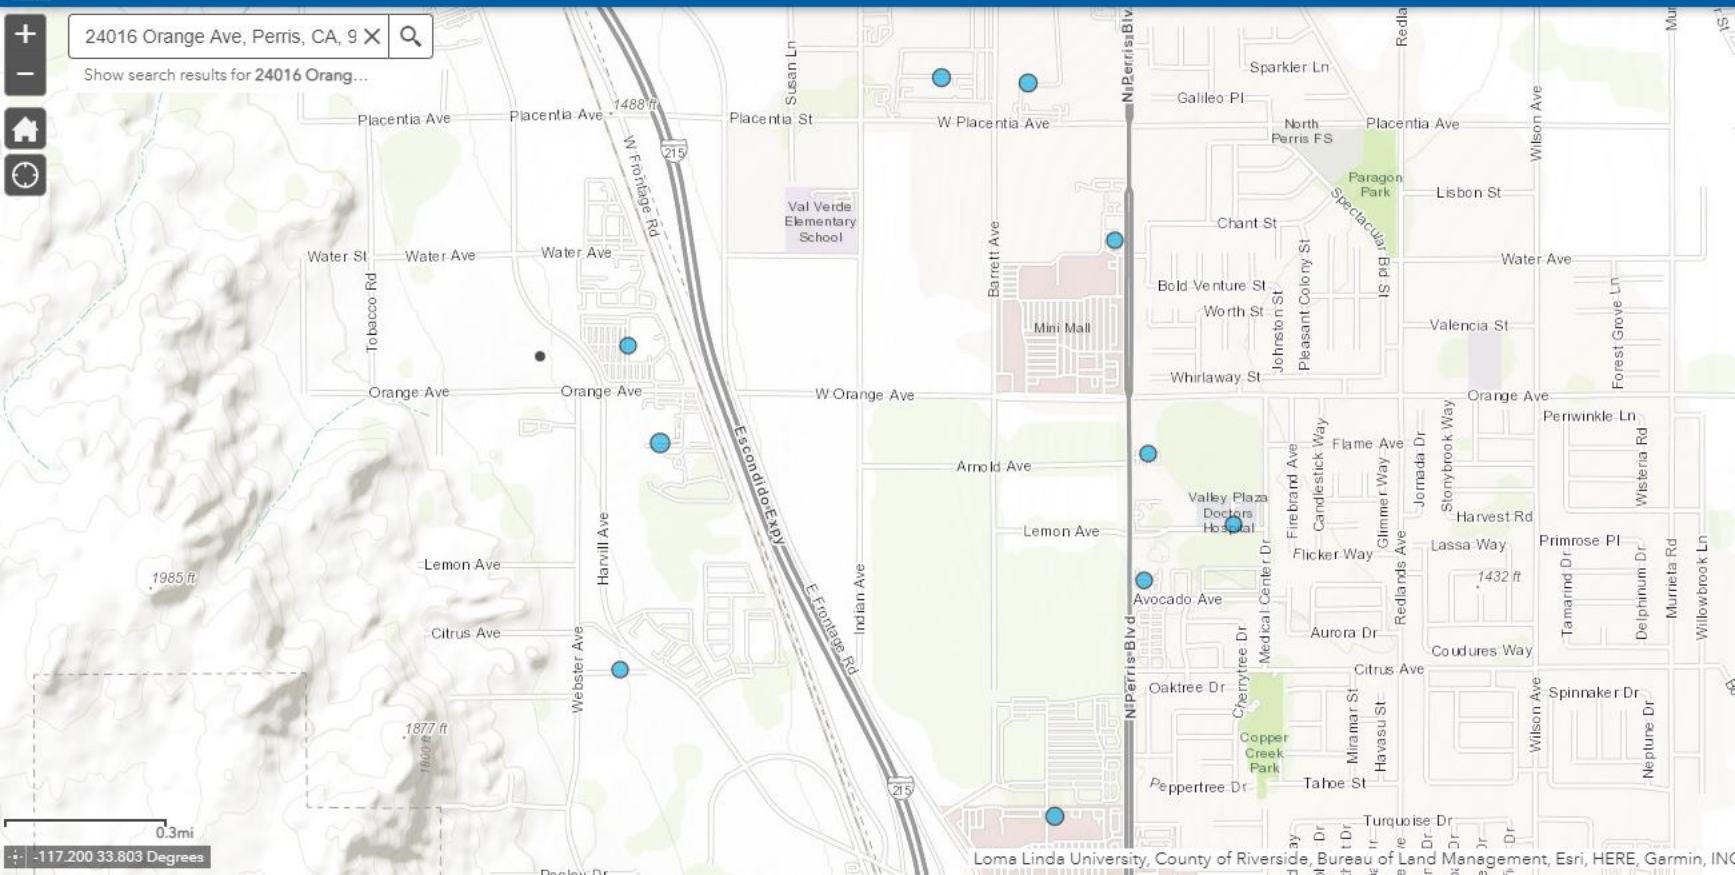 24016 Orange Ave, Perris, CA, 9
Show search results for 24016 Orang...
Susan Ln
N Perris Blv
Sparkler Ln
Galileo Pl
1488 ft
Placentia Ave
Placentia Ave
Placentia St
W Placentia Ave
North
Perris FS
Placentia Ave
Wilson Ave
215
W Frontage Rd
Paragon
Park
Lisbon St
Val Verde
Elementary
School
Spectacular Bid St
Chant St
Water St
Water Ave
Water Ave
Barrett Ave
Pleasant Colony St
Water Ave
Tobacco Rd
Bold Venture St
Worth St
Johnston St
Forest Grove Ln
Mini Mall
Valencia St
Whirlaway St
Orange Ave
Orange Ave
W Orange Ave
Orange Ave
Periwinkle Ln
Escondido Expy
Arnold Ave
Firebrand Ave
Candlestick Way
Flame Ave
Glimmer Way
Jornada Dr
Stonybrook Way
Wisteria Rd
Valley Plaza
Doctors
Hospital
Harvest Rd
Lemon Ave
Flicker Way
Lassa Way
Primrose Pl
Harvill Ave
Lemon Ave
1985 ft
1432 ft
Indian Ave
E Frontage Rd
Medical Center Dr
Redlands Ave
Tamarind Dr
Delphinum Dr
Murrieta Rd
Willowbrook Ln
Avocado Ave
Citrus Ave
Aurora Dr
Webster Ave
N Perris Blvd
Cherrytree Dr
Coudures Way
Citrus Ave
Oaktree Dr
Miramar St
Havasu St
Wilson Ave
Spinnaker Dr
Neptune Dr
1877 ft
1800 ft
Copper
Creek
Park
Peppertree Dr
Tahoe St
215
Turquoise Dr
0.3mi
-117.200 33.803 Degrees
Loma Linda University, County of Riverside, Bureau of Land Management, Esri, HERE, Garmin, INC